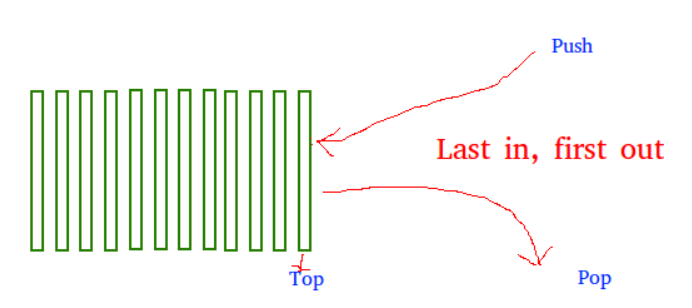 Push
Last in, first out
Top
Pop